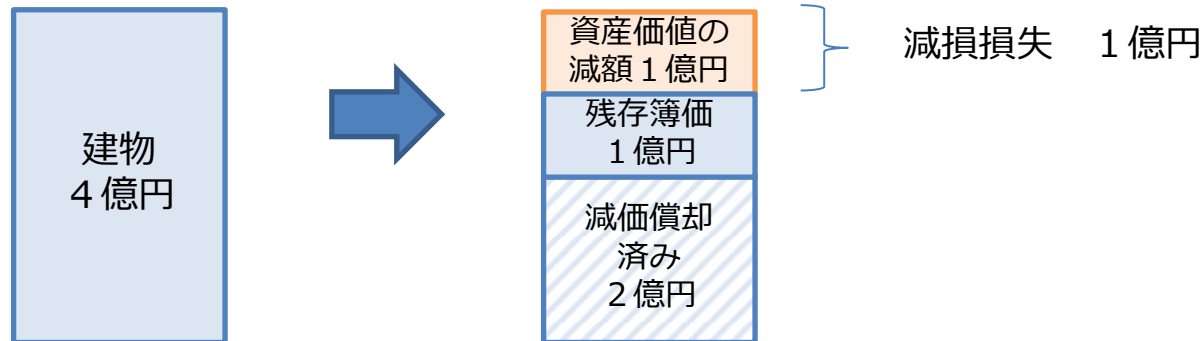 建物
４億円
資産価値の
減額１億円
残存簿価
１億円
減価償却
済み
２億円
減損損失　１億円